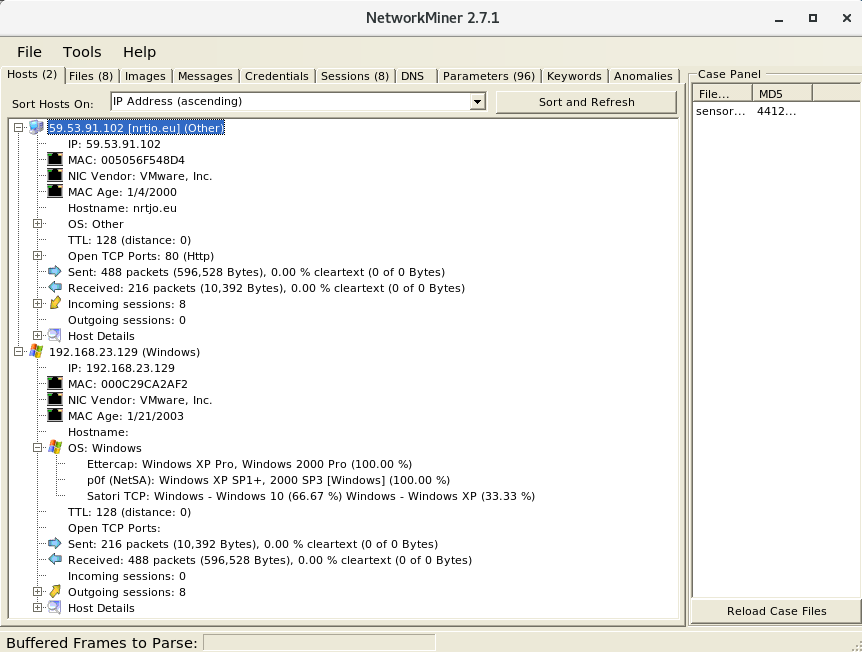 NetworkMiner 2.7.1
File Tools Help
Hosts (2) Files (8) Images Messages Credentials Sessions (8) DNS Parameters (96) Keywords Anomalies
Sort Hosts On: IP Address (ascending) Sort and Refresh
59.53.91.102 [nrtjo.eu] (Other)
IP: 59.53.91.102
MAC: 005056F548D4
NIC Vendor: VMware, Inc.
MAC Age: 1/4/2000
Hostname: nrtjo.eu
OS: Other
TTL: 128 (distance: 0)
Open TCP Ports: 80 (Http)
Sent: 488 packets (596,528 Bytes), 0.00 % cleartext (0 of 0 Bytes)
Received: 216 packets (10,392 Bytes), 0.00 % cleartext (0 of 0 Bytes)
Incoming sessions: 8
Outgoing sessions: 0
Host Details
192.168.23.129 (Windows)
IP: 192.168.23.129
MAC: 000C29CA2AF2
NIC Vendor: VMware, Inc.
MAC Age: 1/21/2003
Hostname:
OS: Windows
Ettercap: Windows XP Pro, Windows 2000 Pro (100.00 %)
p0f (NetSA): Windows XP SP1+, 2000 SP3 [Windows] (100.00 %)
Satori TCP: Windows - Windows 10 (66.67 %) Windows - Windows XP (33.33 %)
TTL: 128 (distance: 0)
Open TCP Ports:
Sent: 216 packets (10,392 Bytes), 0.00 % cleartext (0 of 0 Bytes)
Received: 488 packets (596,528 Bytes), 0.00 % cleartext (0 of 0 Bytes)
Incoming sessions: 0
Outgoing sessions: 8
Host Details
Case Panel
File... MD5
sensor... 4412...
Reload Case Files
Buffered Frames to Parse: